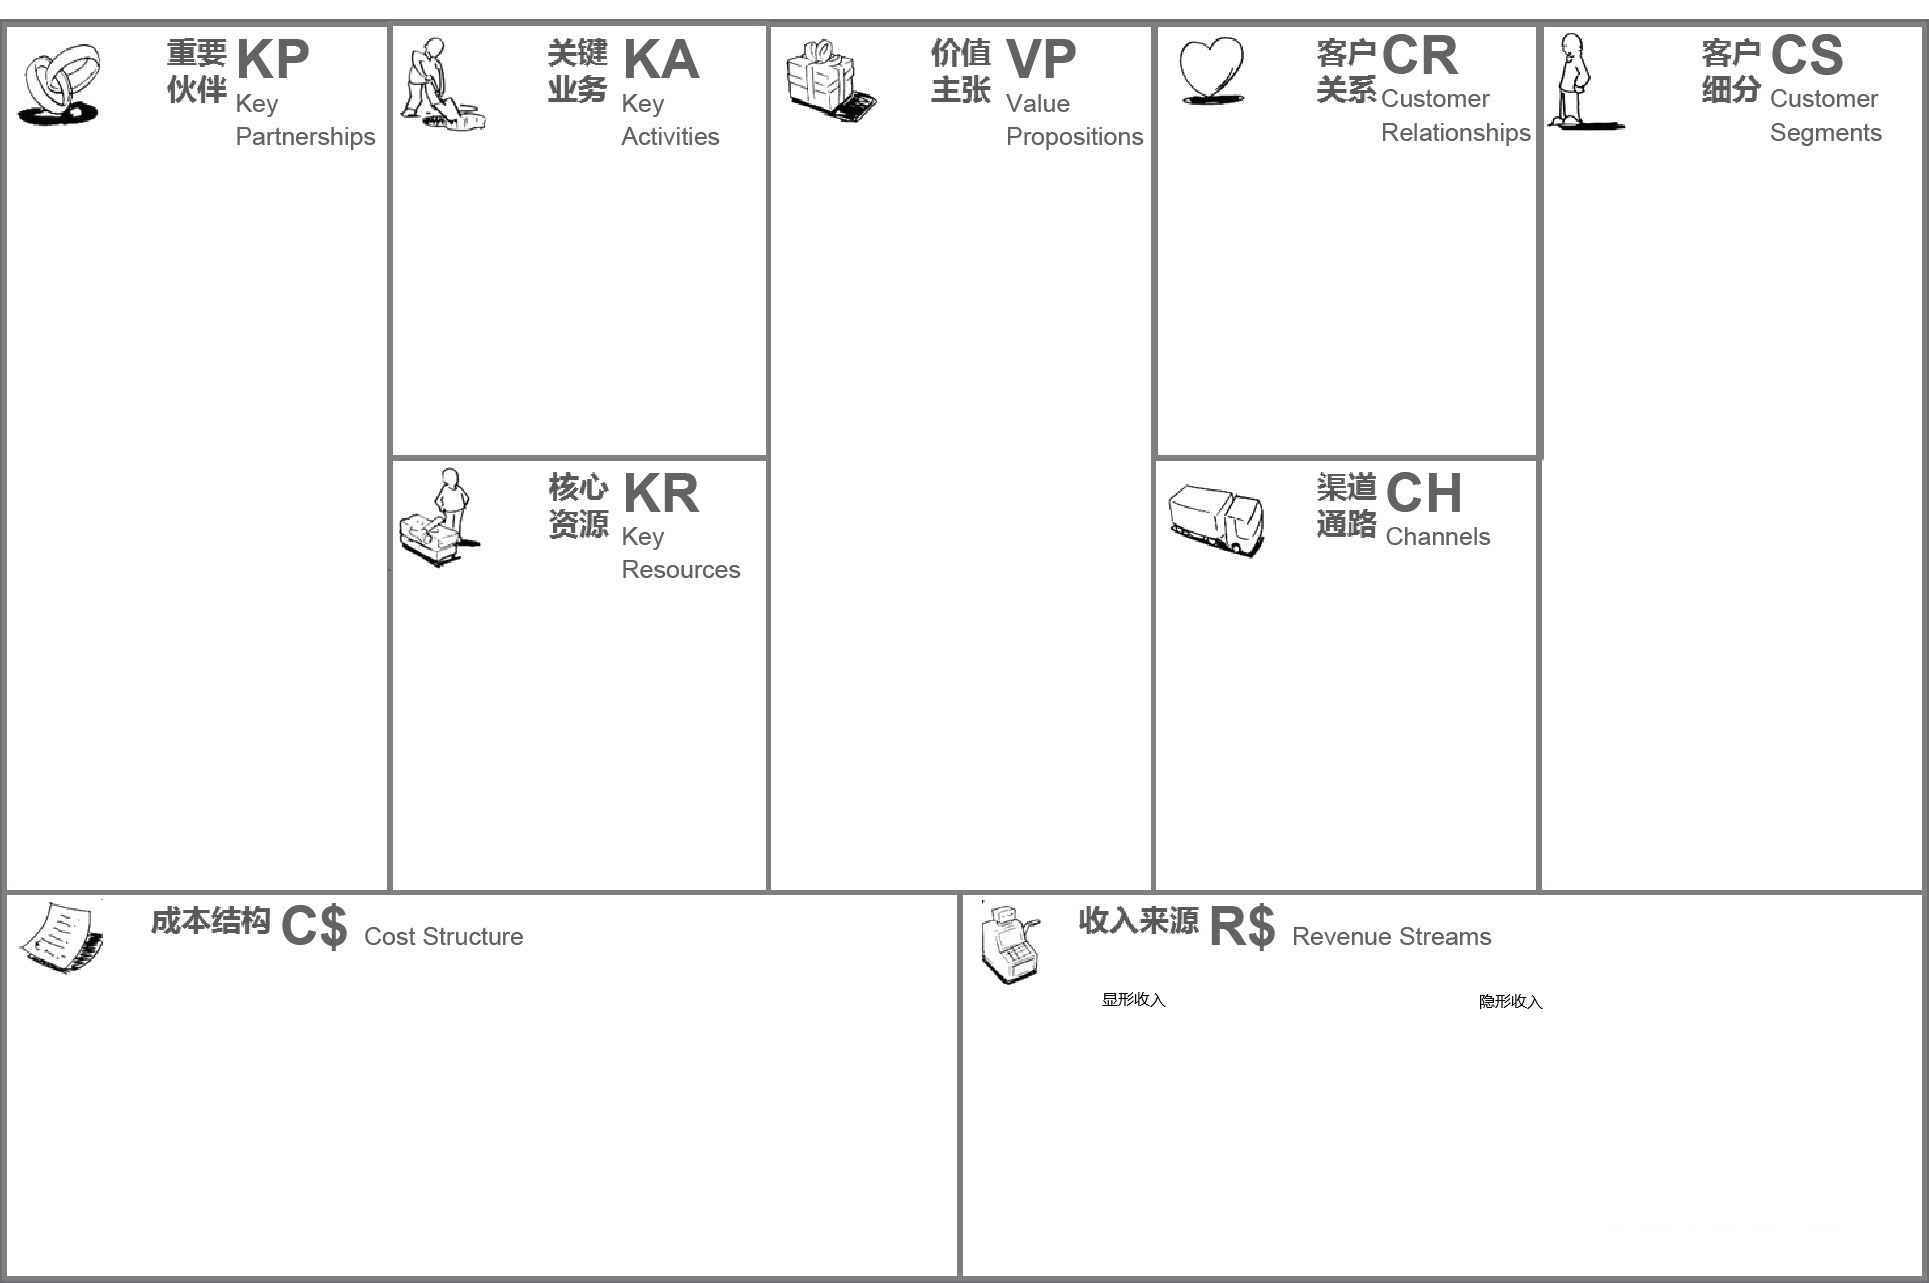 重要
伙伴
KP
Key
Partnerships
关键
业务
KA
Key
Activities
价值
主张
VP
Value
Propositions
客户
关系
CR
Customer
Relationships
客户
细分
CS
Customer
Segments
核心
资源
KR
Key
Resources
渠道
通路
CH
Channels
成本结构 C$ Cost Structure
收入来源 R$ Revenue Streams
显形收入
隐形收入